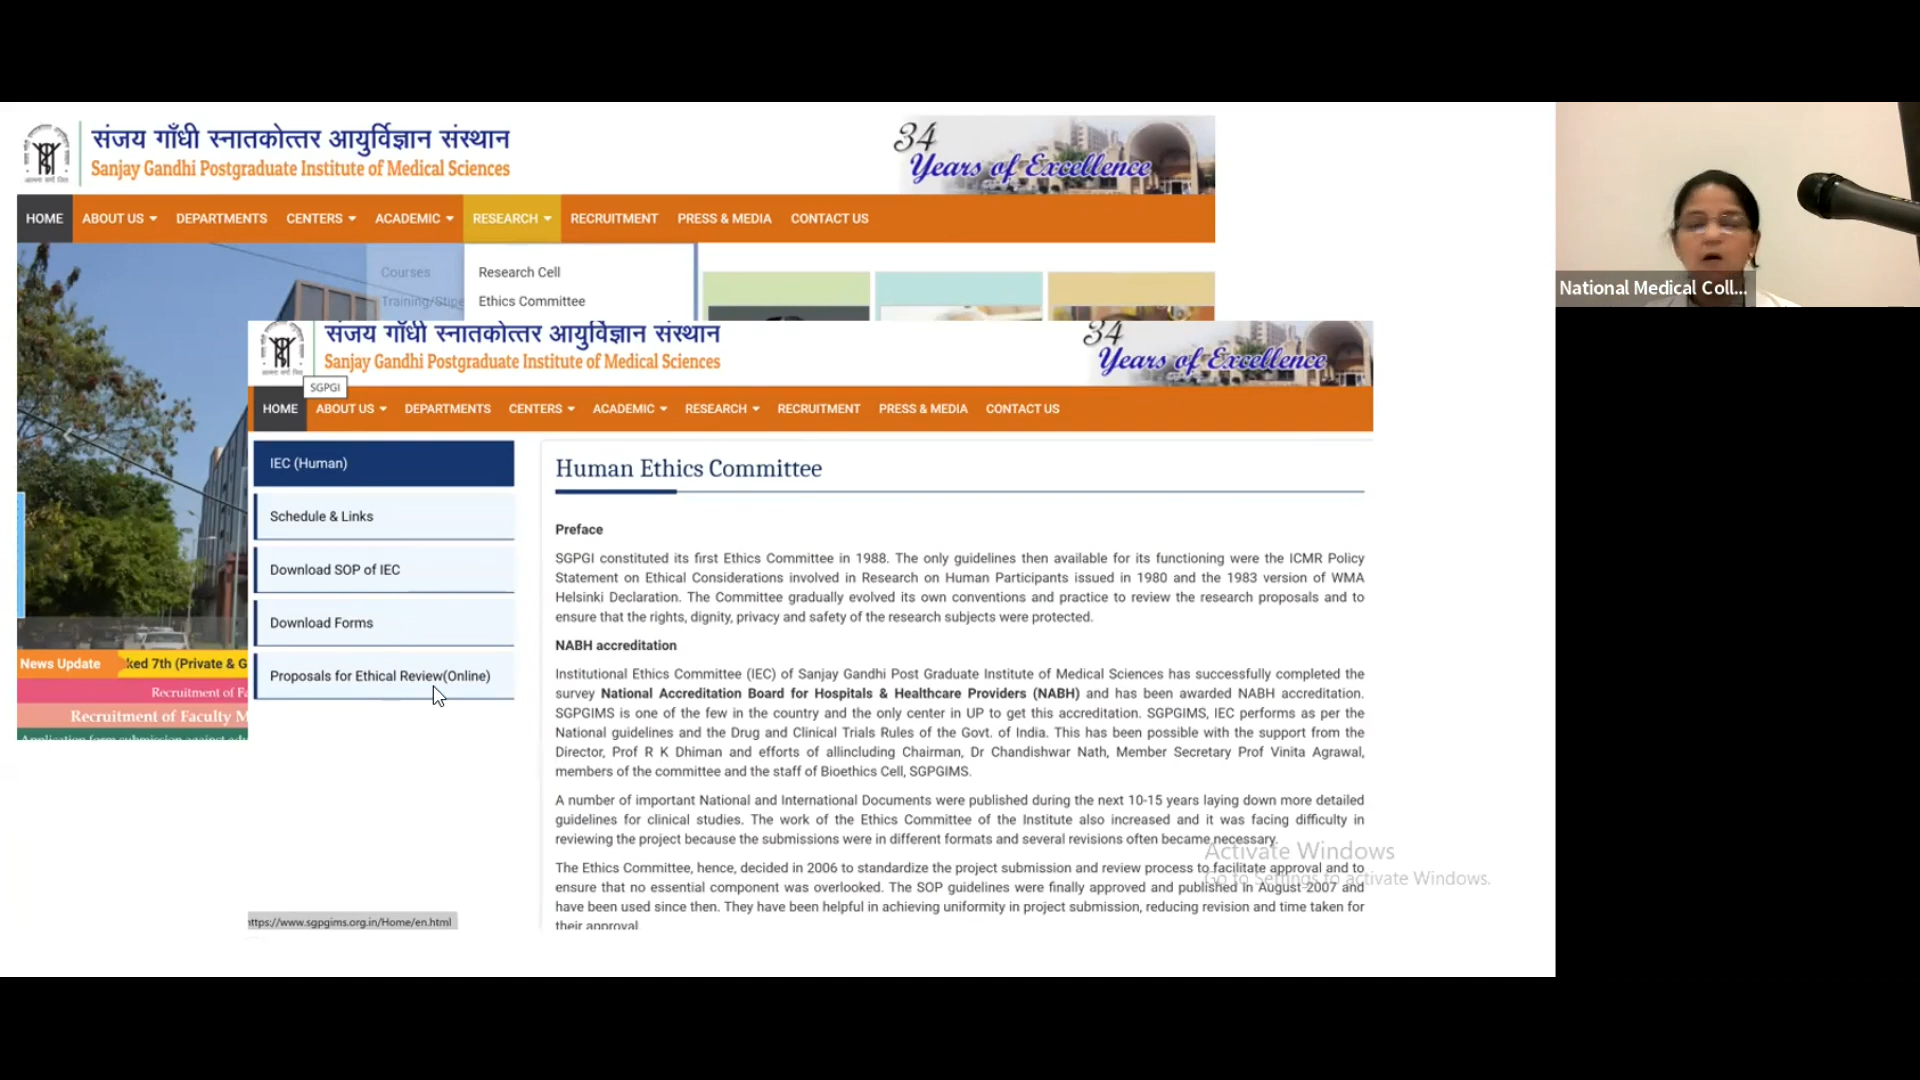 संजय गाँधी स्नातकोत्तर आयुर्विज्ञान संस्थान
Sanjay Gandhi Postgraduate Institute of Medical Sciences
34
Years of Excellence
HOME ABOUT US DEPARTMENTS CENTERS ACADEMIC RESEARCH RECRUITMENT PRESS & MEDIA CONTACT US
Courses
Research Cell
Ethics Committee
National Medical Coll...
संजय गाँधी स्नातकोत्तर आयुर्विज्ञान संस्थान
Sanjay Gandhi Postgraduate Institute of Medical Sciences
34
Years of Excellence
SGPGI
HOME ABOUT US DEPARTMENTS CENTERS ACADEMIC RESEARCH RECRUITMENT PRESS & MEDIA CONTACT US
IEC (Human)
Schedule & Links
Download SOP of IEC
Download Forms
Proposals for Ethical Review(Online)
News Update
ked 7th (Private & G
Recruitment of Fa
Recruitment of Faculty M
Human Ethics Committee
Preface
SGPGI constituted its first Ethics Committee in 1988. The only guidelines then available for its functioning were the ICMR Policy
Statement on Ethical Considerations involved in Research on Human Participants issued in 1980 and the 1983 version of WMA
Helsinki Declaration. The Committee gradually evolved its own conventions and practice to review the research proposals and to
ensure that the rights, dignity, privacy and safety of the research subjects were protected.
NABH accreditation
Institutional Ethics Committee (IEC) of Sanjay Gandhi Post Graduate Institute of Medical Sciences has successfully completed the
survey National Accreditation Board for Hospitals & Healthcare Providers (NABH) and has been awarded NABH accreditation.
SGPGIMS is one of the few in the country and the only center in UP to get this accreditation. SGPGIMS, IEC performs as per the
National guidelines and the Drug and Clinical Trials Rules of the Govt. of India. This has been possible with the support from the
Director, Prof R K Dhiman and efforts of allincluding Chairman, Dr Chandishwar Nath, Member Secretary Prof Vinita Agrawal,
members of the committee and the staff of Bioethics Cell, SGPGIMS.
A number of important National and International Documents were published during the next 10-15 years laying down more detailed
guidelines for clinical studies. The work of the Ethics Committee of the Institute also increased and it was facing difficulty in
reviewing the project because the submissions were in different formats and several revisions often became necessary.
The Ethics Committee, hence, decided in 2006 to standardize the project submission and review process to facilitate approval and to
ensure that no essential component was overlooked. The SOP guidelines were finally approved and published in August 2007 and
have been used since then. They have been helpful in achieving uniformity in project submission, reducing revision and time taken for
their approval
Activate Windows
Go to Settings to activate Windows.
https://www.sgpgims.org.in/Home/en.html